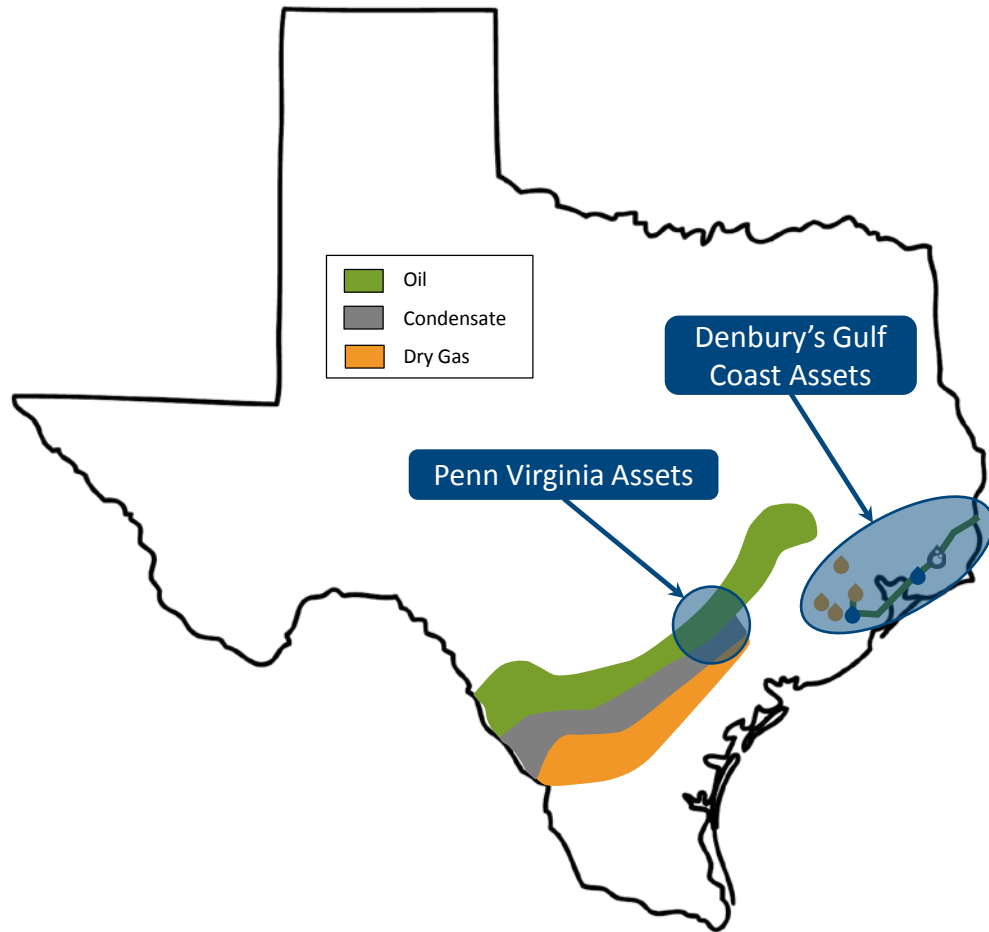 Oil
Condensate
Dry Gas
Denbury’s Gulf
Coast Assets
Penn Virginia Assets